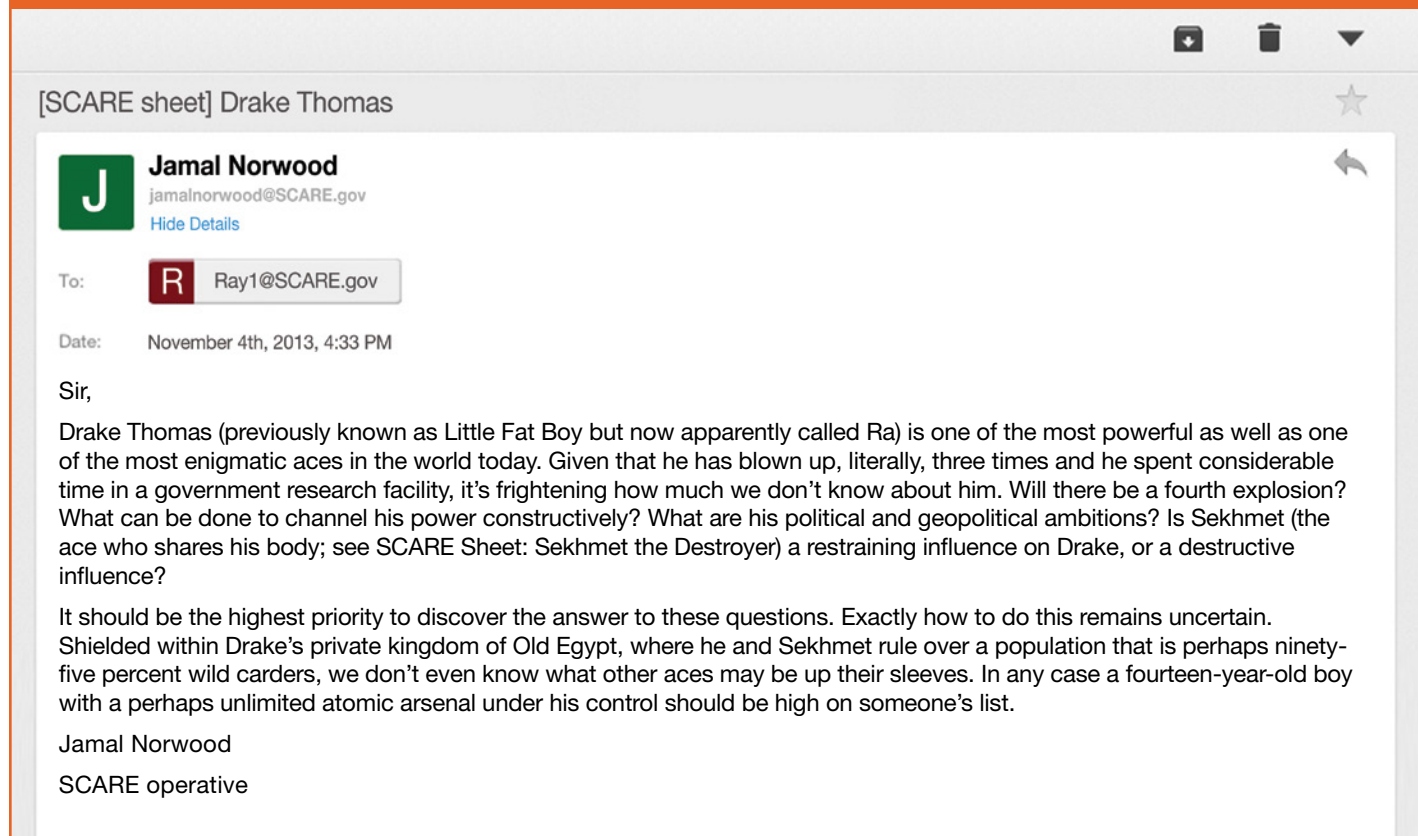 [SCARE sheet] Drake Thomas
J
Jamal Norwood
jamalnorwood@SCARE.gov
Hide Details
To: R Ray1@SCARE.gov
Date: November 4th, 2013, 4:33 PM
Sir,
Drake Thomas (previously known as Little Fat Boy but now apparently called Ra) is one of the most powerful as well as one
of the most enigmatic aces in the world today. Given that he has blown up, literally, three times and he spent considerable
time in a government research facility, it’s frightening how much we don’t know about him. Will there be a fourth explosion?
What can be done to channel his power constructively? What are his political and geopolitical ambitions? Is Sekhmet (the
ace who shares his body; see SCARE Sheet: Sekhmet the Destroyer) a restraining influence on Drake, or a destructive
influence?
It should be the highest priority to discover the answer to these questions. Exactly how to do this remains uncertain.
Shielded within Drake’s private kingdom of Old Egypt, where he and Sekhmet rule over a population that is perhaps ninety-
five percent wild carders, we don’t even know what other aces may be up their sleeves. In any case a fourteen-year-old boy
with a perhaps unlimited atomic arsenal under his control should be high on someone’s list.
Jamal Norwood
SCARE operative